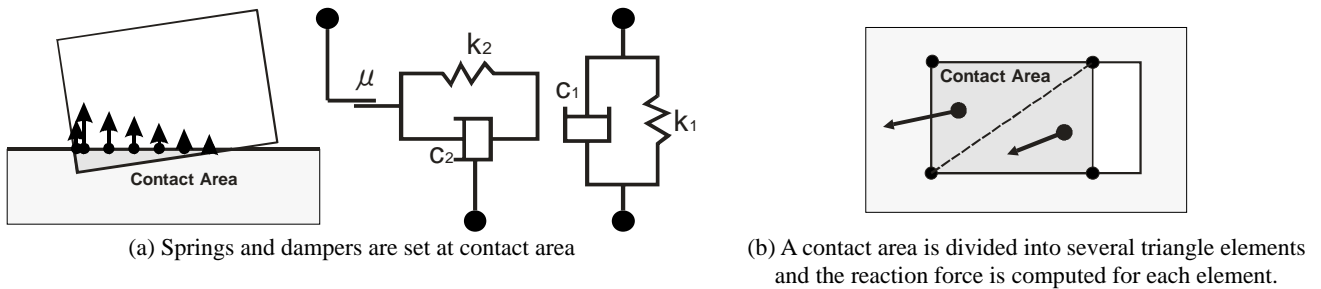 Contact Area
μ
k2
c2
c1
k1
(a) Springs and dampers are set at contact area
Contact Area
(b) A contact area is divided into several triangle elements
and the reaction force is computed for each element.